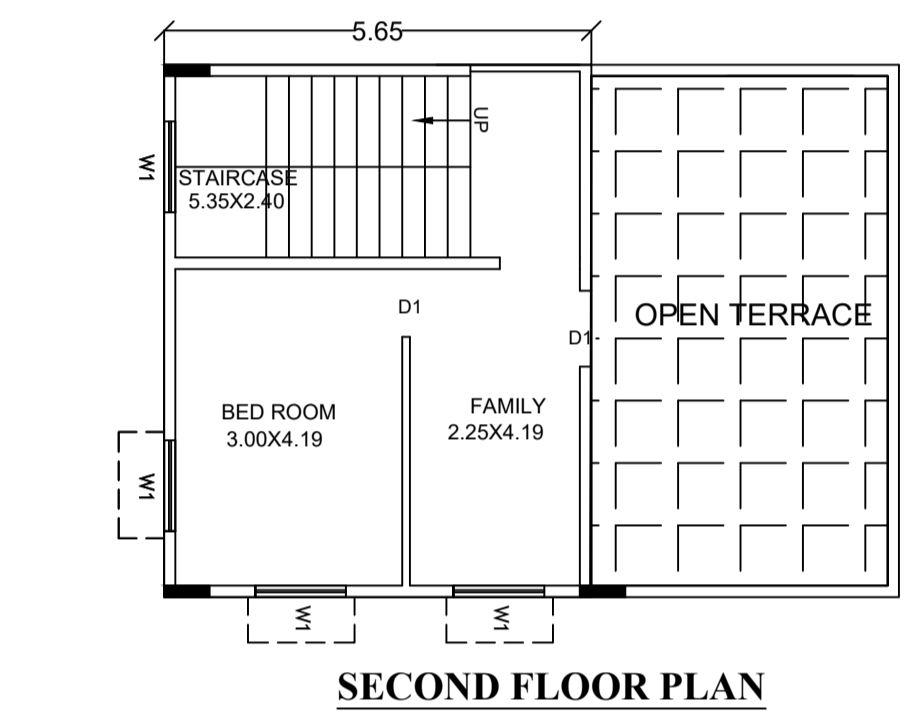 5.65
UP
W1
STAIRCASE
5.35X2.40
D1
OPEN TERRACE
D1
BED ROOM
3.00X4.19
FAMILY
2.25X4.19
W1
W1
W1
SECOND FLOOR PLAN